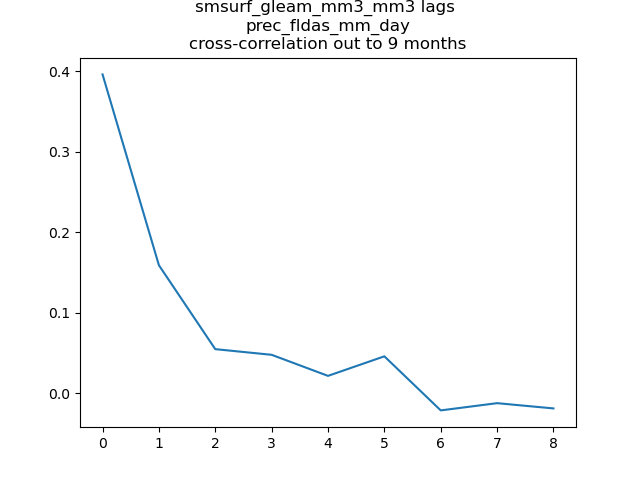 smsurf_gleam_mm3_mm3 lags
prec_fldas_mm_day
cross-correlation out to 9 months
0.4
0.3
0.2
0.1
0.0
0 1 2 3 4 5 6 7 8